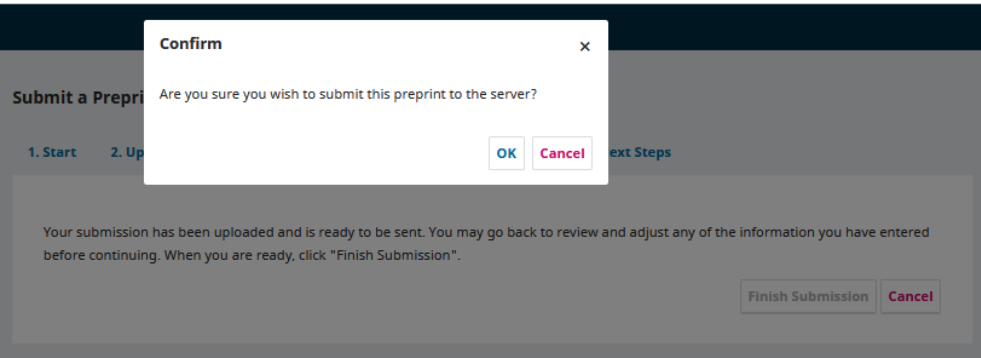 Confirm
×
Are you sure you wish to submit this preprint to the server?
OK Cancel
Submit a Prepri
1. Start 2. Up ext Steps
Your submission has been uploaded and is ready to be sent. You may go back to review and adjust any of the information you have entered
before continuing. When you are ready, click "Finish Submission".
Finish Submission Cancel